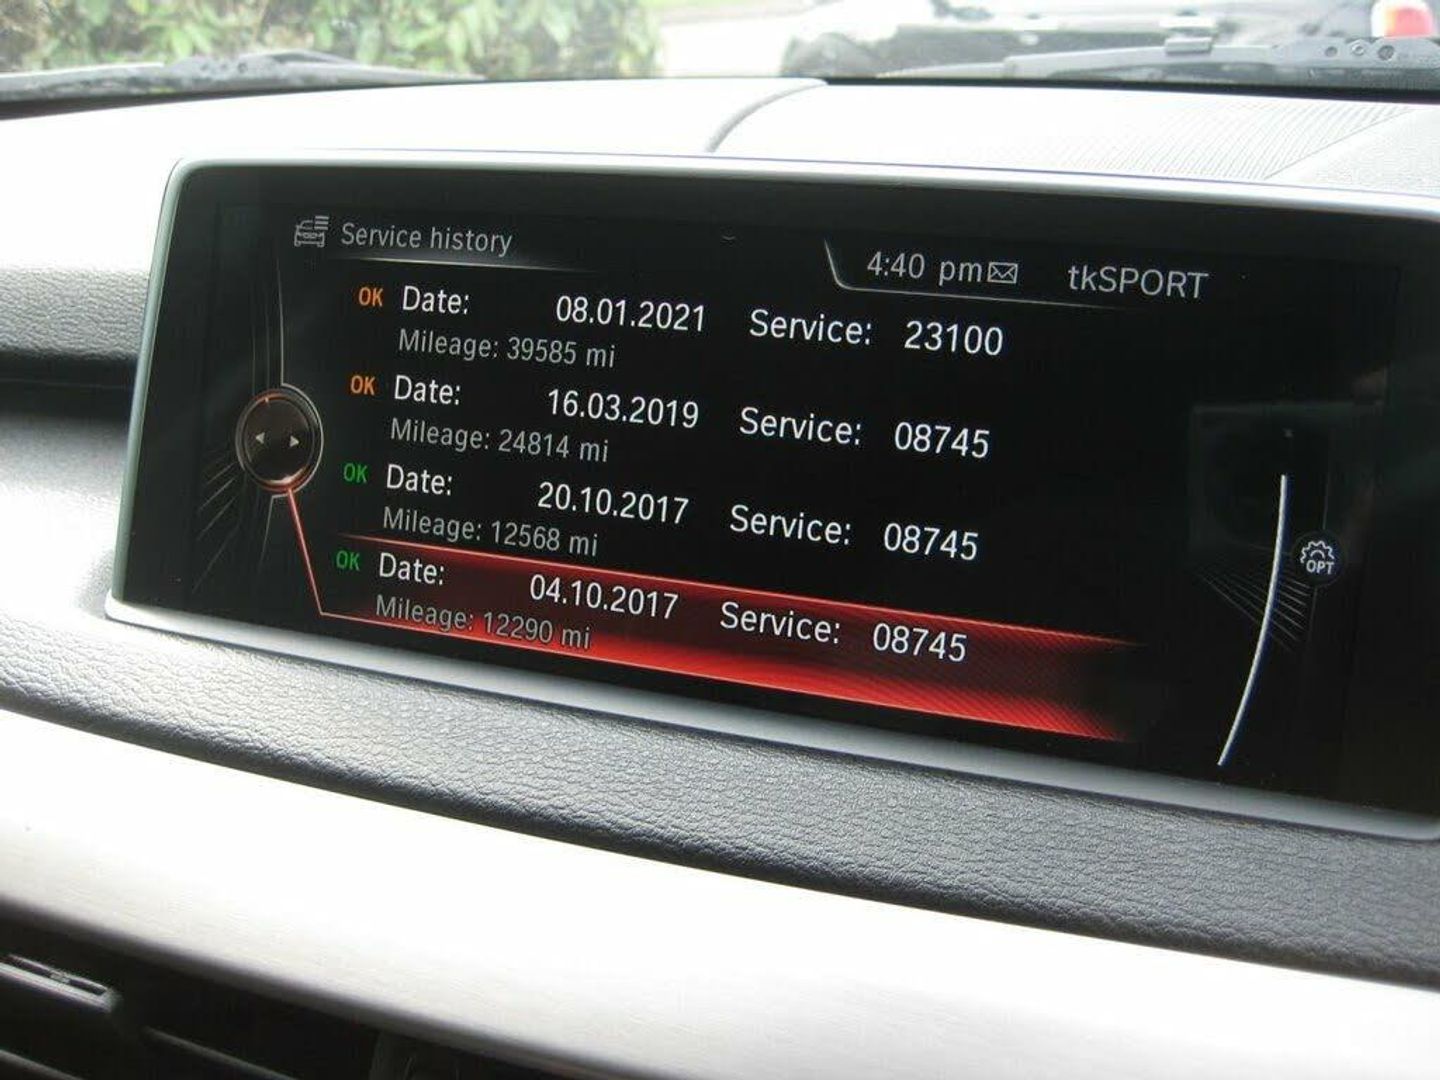 Service history
4:40 pm tkSPORT
OK Date: 08.01.2021 Service: 23100
Mileage: 39585 mi
OK Date: 16.03.2019 Service: 08745
Mileage: 24814 mi
OK Date: 20.10.2017 Service: 08745
Mileage: 12568 mi
OK Date: 04.10.2017 Service: 08745
Mileage: 12290 mi
OPT